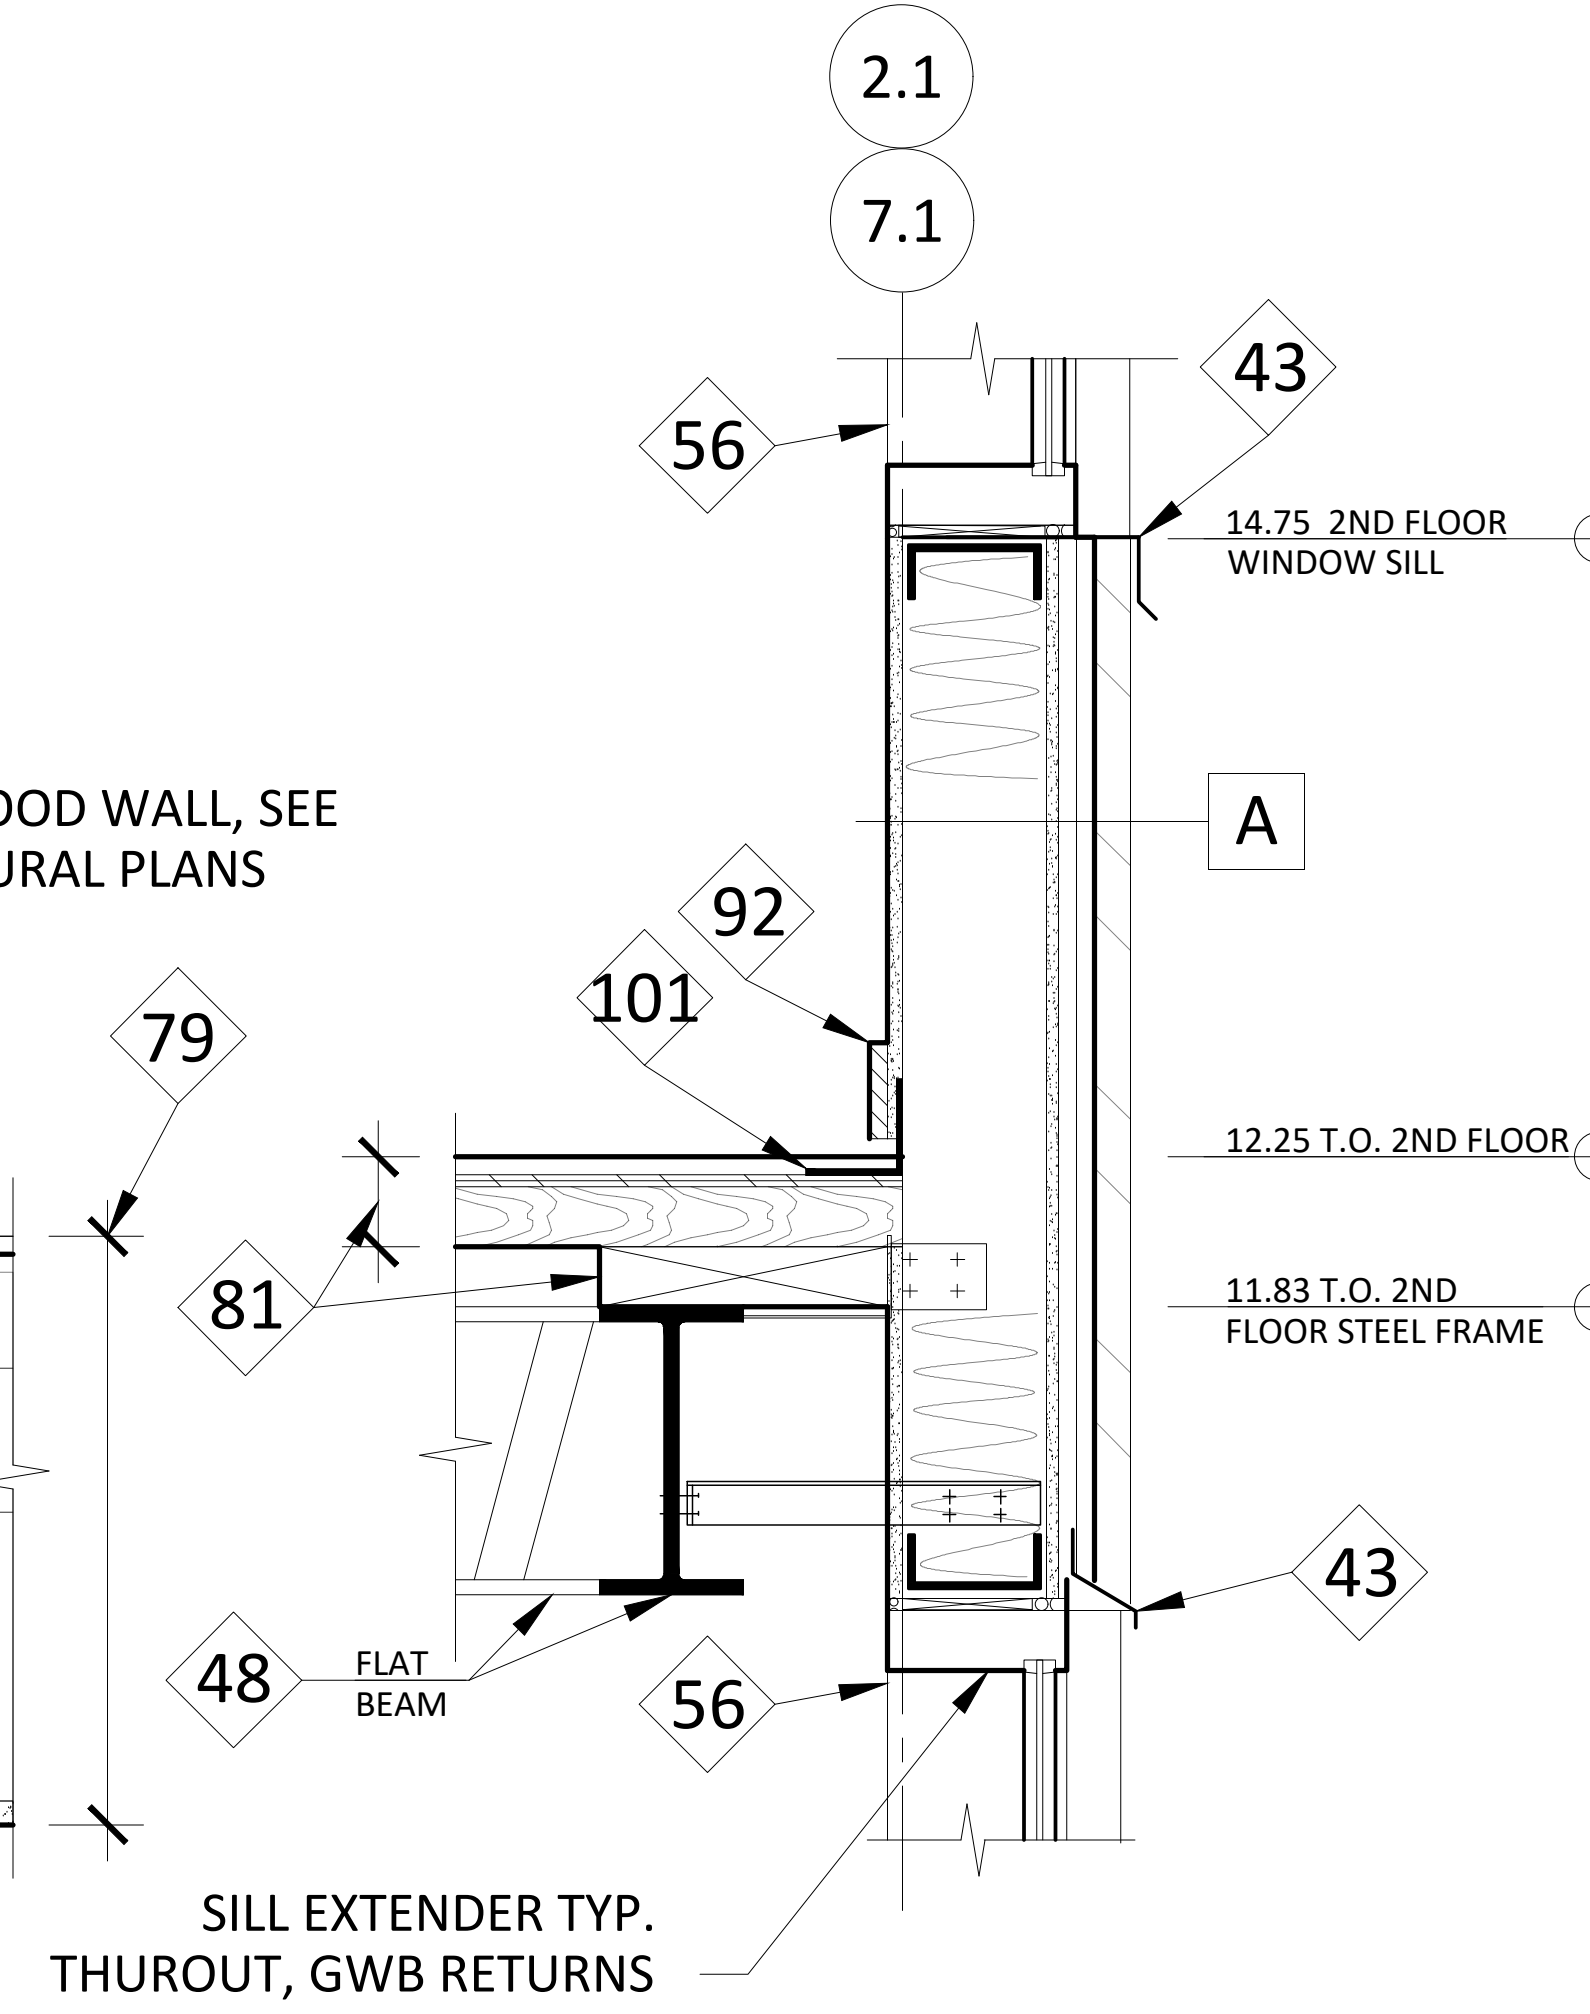 2.1
7.1
43
56
14.75 2ND FLOOR
WINDOW SILL
WALL, SEE
PLANS
A
92
101
79
12.25 T.O. 2ND FLOOR
81
11.83 T.O. 2ND
FLOOR STEEL FRAME
43
48
FLAT
BEAM
56
SILL EXTENDER TYP.
THUROUT, GWB RETURNS